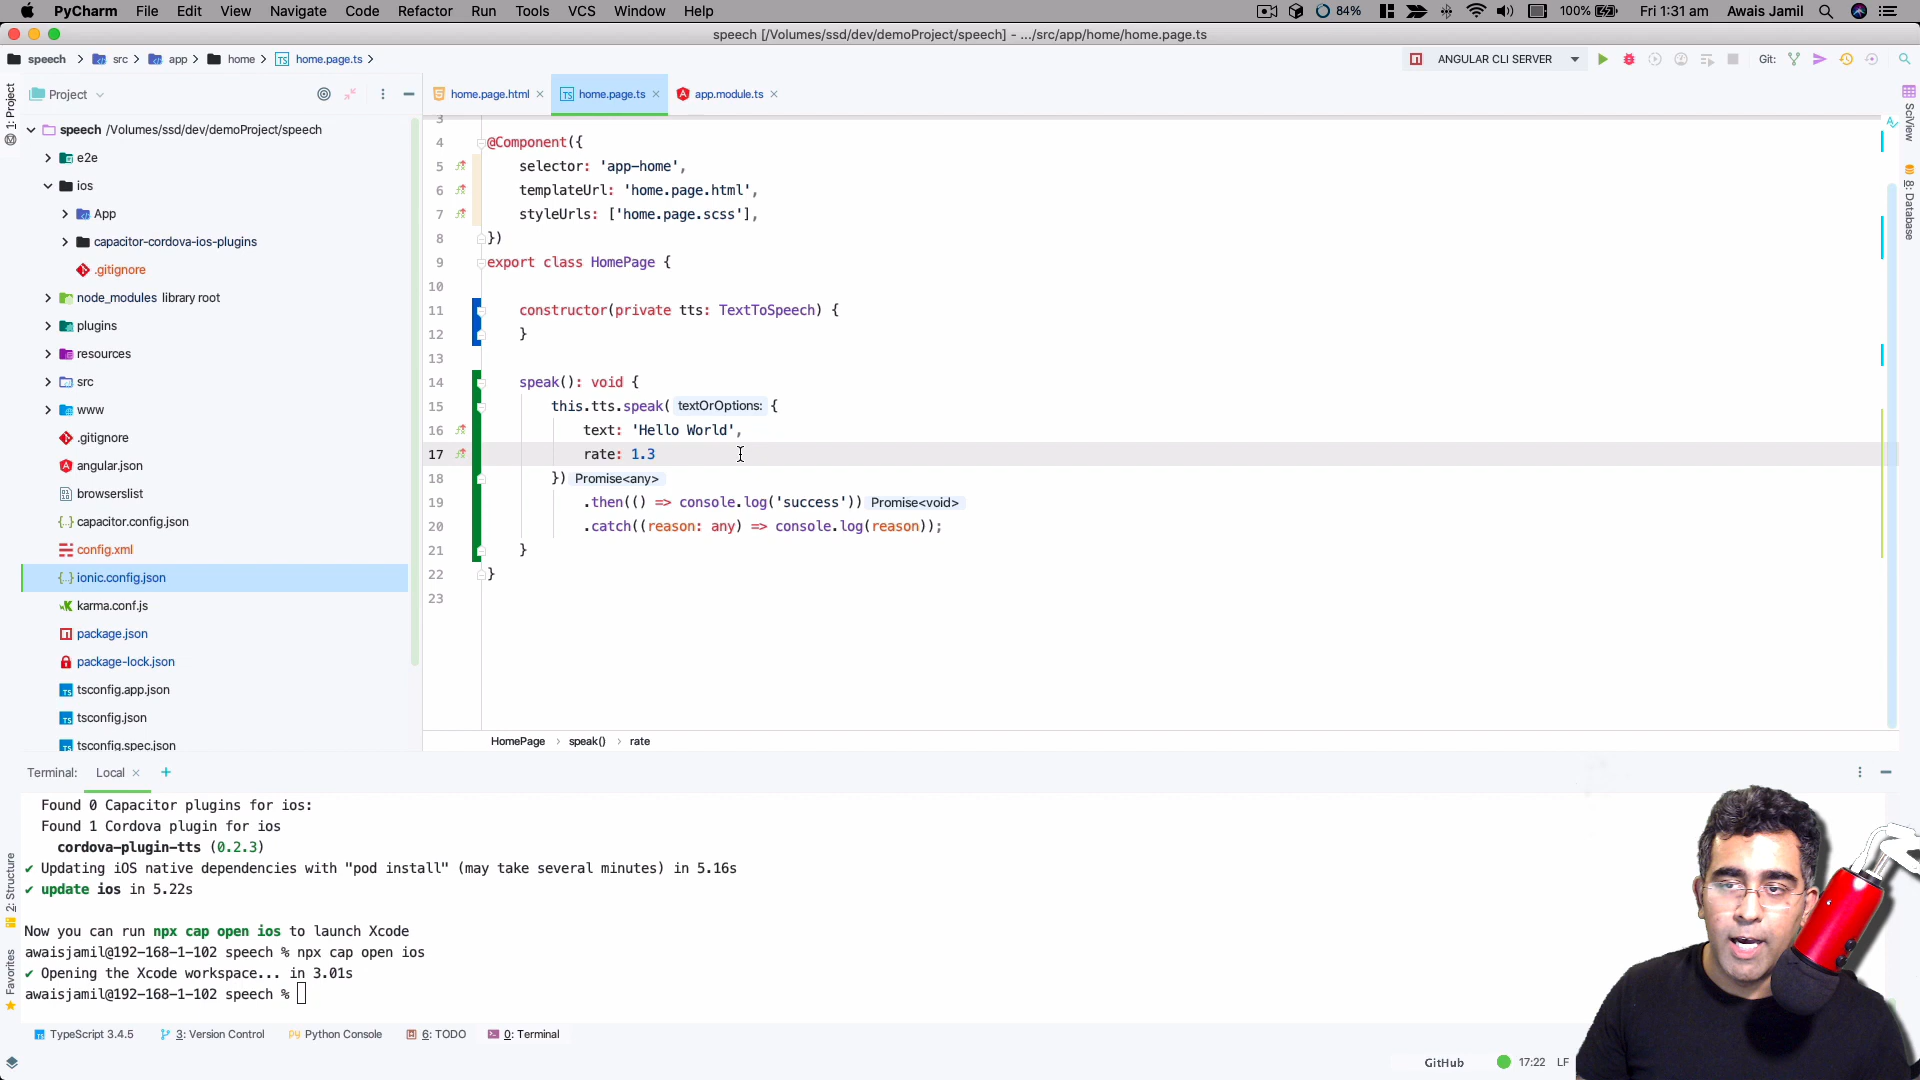 PyCharm File Edit View Navigate Code Refactor Run Tools VCS Window Help 84% 100% Fri 1:31 am Awais Jamil
speech [/Volumes/ssd/dev/demoProject/speech] - .../src/app/home/home.page.ts
speech src app home home.page.ts ANGULAR CLI SERVER Git:
Project home.page.html home.page.ts app.module.ts
1: Project
SciView
8: Database
speech /Volumes/ssd/dev/demoProject/speech
e2e
ios
App
capacitor-cordova-ios-plugins
.gitignore
node_modules library root
plugins
resources
src
www
.gitignore
angular.json
browserslist
capacitor.config.json
config.xml
ionic.config.json
karma.conf.js
package.json
package-lock.json
tsconfig.app.json
tsconfig.json
tsconfig.spec.json
3
4 @Component({
5 selector: 'app-home',
6 templateUrl: 'home.page.html',
7 styleUrls: ['home.page.scss'],
8 })
9 export class HomePage {
10
11 constructor(private tts: TextToSpeech) {
12 }
13
14 speak(): void {
15 this.tts.speak( textOrOptions: {
16 text: 'Hello World',
17 rate: 1.3
18 }) Promise<any>
19 .then(() => console.log('success')) Promise<void>
20 .catch((reason: any) => console.log(reason));
21 }
22 }
23
HomePage speak() rate
Terminal: Local +
Found 0 Capacitor plugins for ios:
Found 1 Cordova plugin for ios
cordova-plugin-tts (0.2.3)
✔ Updating iOS native dependencies with "pod install" (may take several minutes) in 5.16s
✔ update ios in 5.22s
Now you can run npx cap open ios to launch Xcode
awaisjamil@192-168-1-102 speech % npx cap open ios
✔ Opening the Xcode workspace... in 3.01s
awaisjamil@192-168-1-102 speech %
2: Structure
Favorites
TypeScript 3.4.5 3: Version Control Python Console 6: TODO 0: Terminal
GitHub 17:22 LF